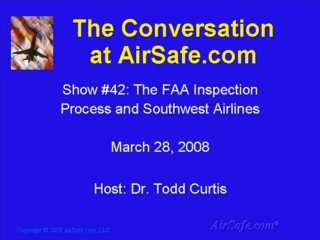 The Conversation
at AirSafe.com
Show #42: The FAA Inspection
Process and Southwest Airlines
March 28, 2008
Host: Dr. Todd Curtis
Copyright © 2008 AirSafe.com, LLC
AirSafe.com®